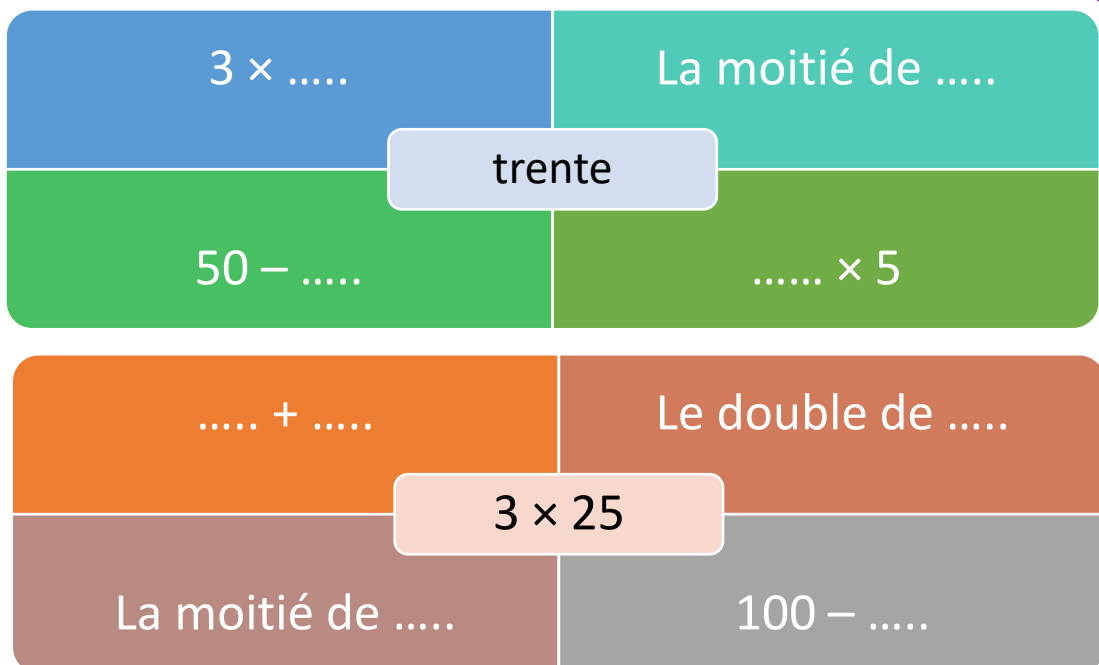 3 × …..
La moitié de …..
trente
50 – …..
…… × 5
….. + …..
Le double de …..
3 × 25
La moitié de …..
100 – …..